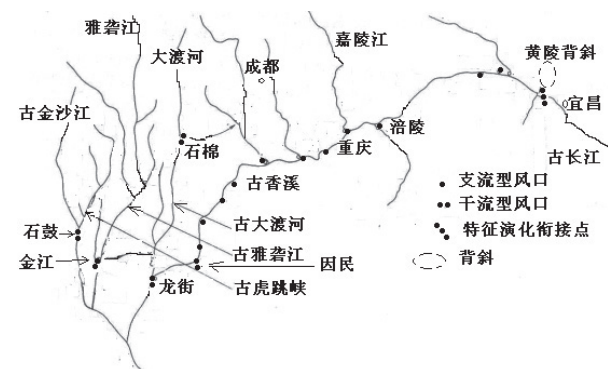 雅砻江
大渡河
成都
嘉陵江
黄陵背斜
宜昌
古金沙江
石棉
涪陵
重庆
古长江
古香溪
支流型风口
干流型风口
特征演化衔接点
背斜
石鼓
古大渡河
金江
古雅砻江
因民
龙街
古虎跳峡